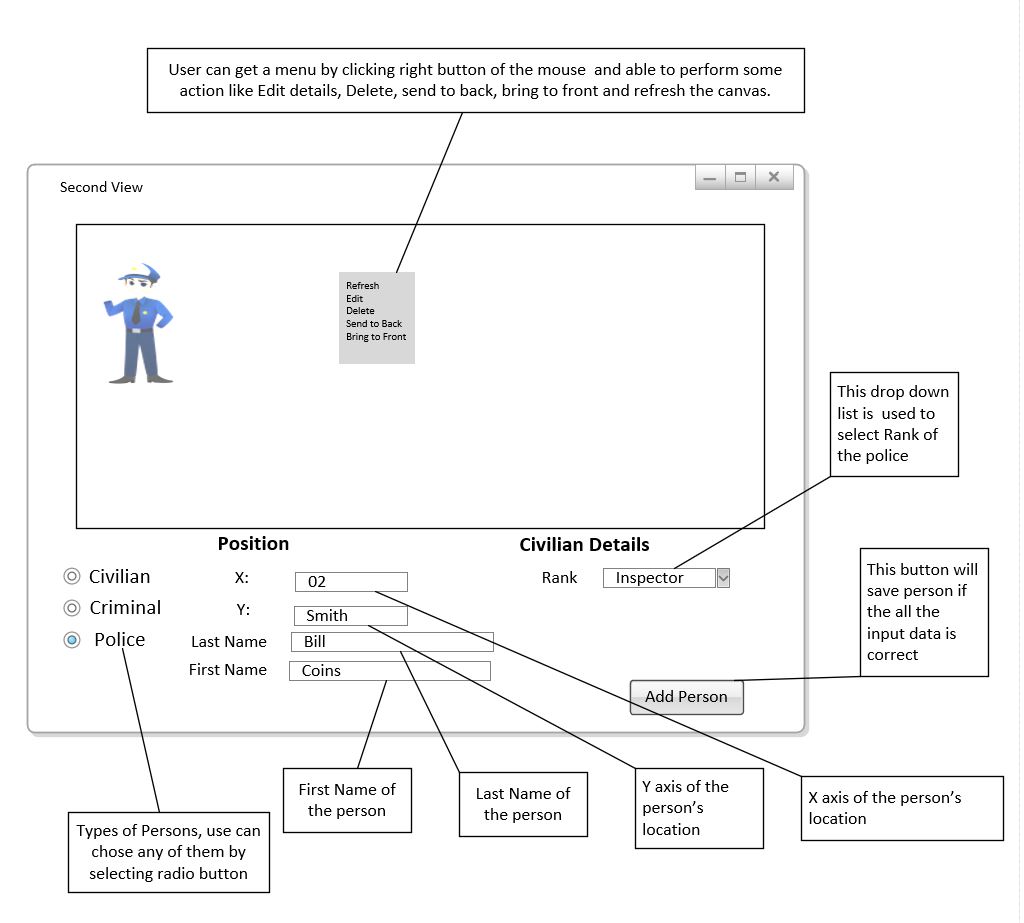 User can get a menu by clicking right button of the mouse  and able to perform some
action like Edit details, Delete, send to back, bring to front and refresh the canvas.
Second View
Refresh
Edit
Delete
Send to Back
Bring to Front
This drop down
list is  used to
select Rank of
the police
Position
Civilian Details
Civilian
X:
02
Rank
Inspector
Criminal
Y:
Smith
Police
Last Name
Bill
First Name
Coins
Add Person
This button will
save person if
the all the
input data is
correct
First Name of
the person
Last Name of
the person
Y axis of the
person's
location
X axis of the person's
location
Types of Persons, use can
chose any of them by
selecting radio button